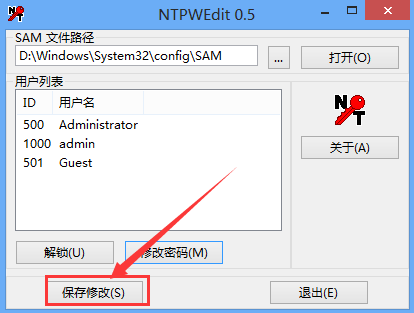 NTPWEdit 0.5
SAM 文件路径
D:\Windows\System32\config\SAM
...
打开(O)
用户列表
ID 用户名
500 Administrator
1000 admin
501 Guest
NT
关于(A)
解锁(U)
修改密码(M)
保存修改(S)
退出(E)